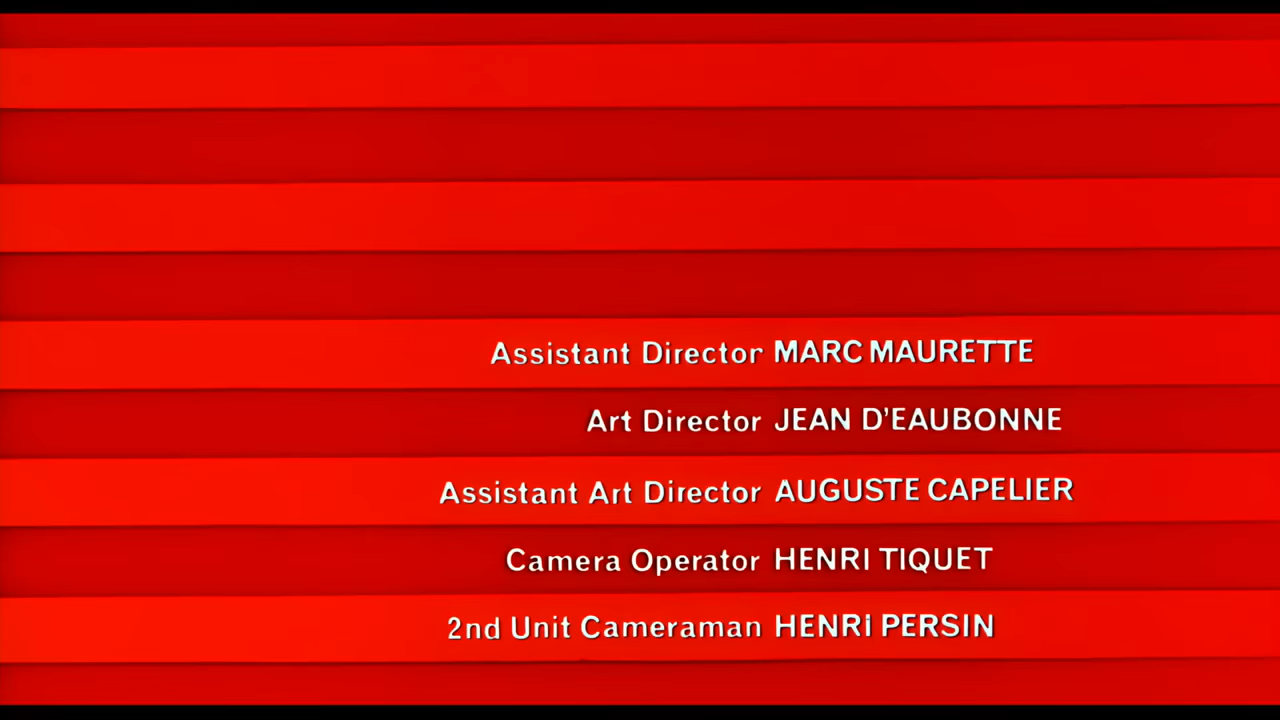 Assistant Director MARC MAURETTE
Art Director JEAN D'EAUBONNE
Assistant Art Director AUGUSTE CAPELIER
Camera Operator HENRI TIQUET
2nd Unit Cameraman HENRI PERSIN